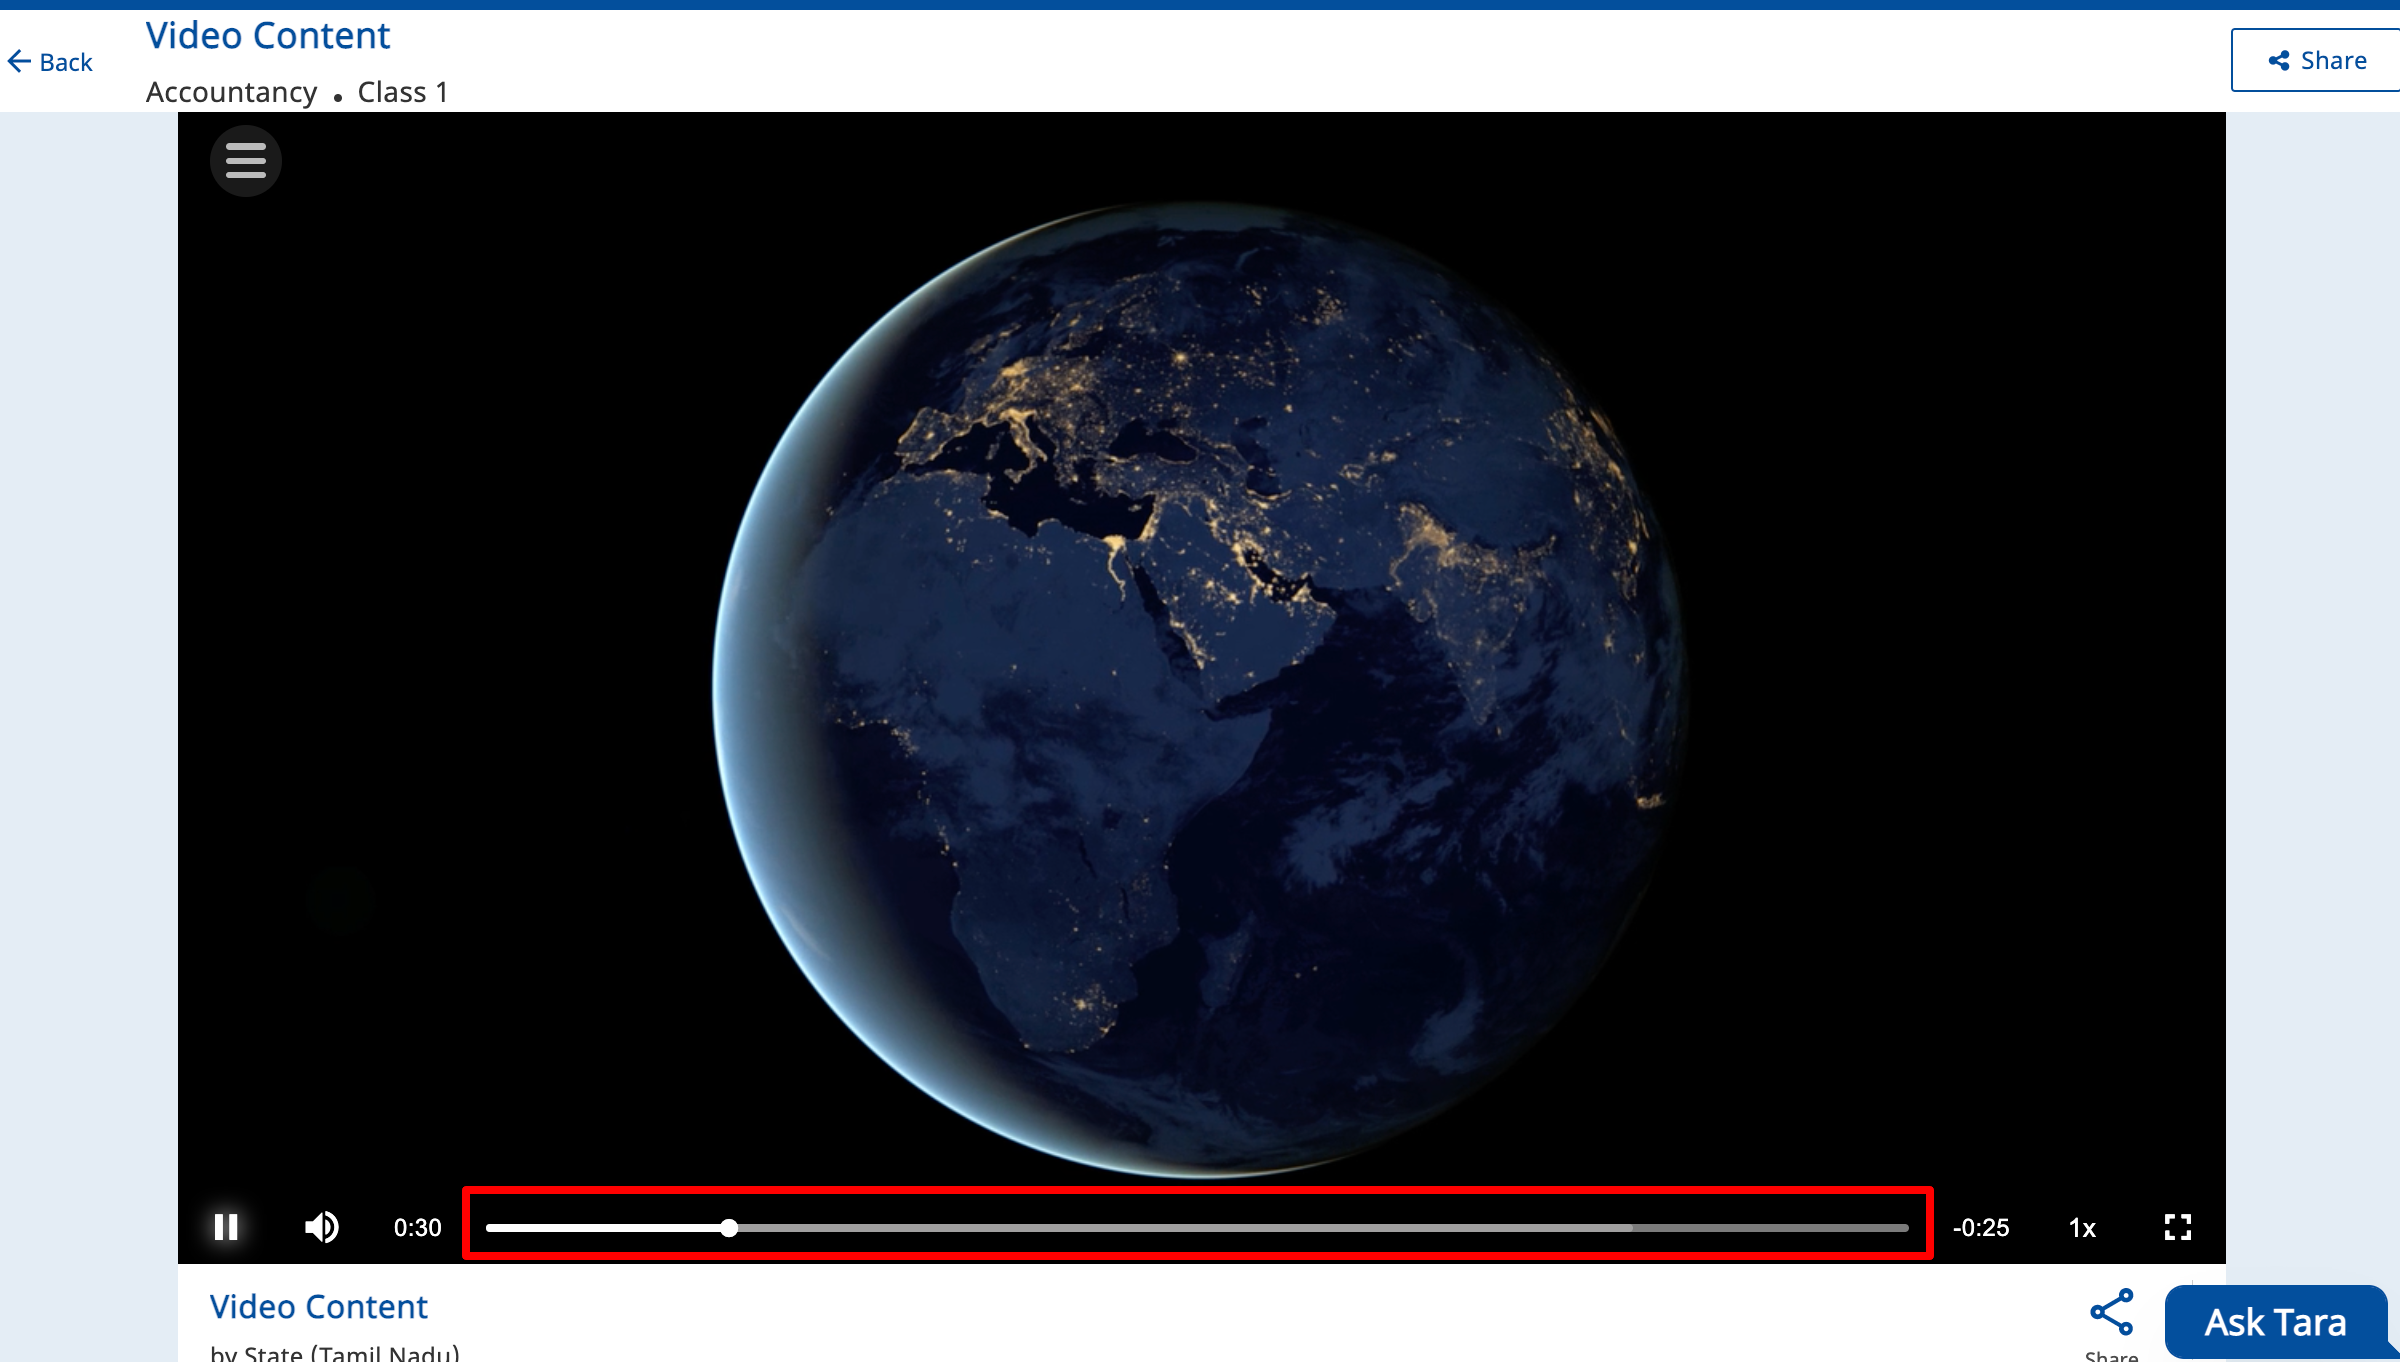 Video Content
← Back
Share
Accountancy • Class 1
0:30
-0:25
1x
Video Content
by State (Tamil Nadu)
Share
Ask Tara